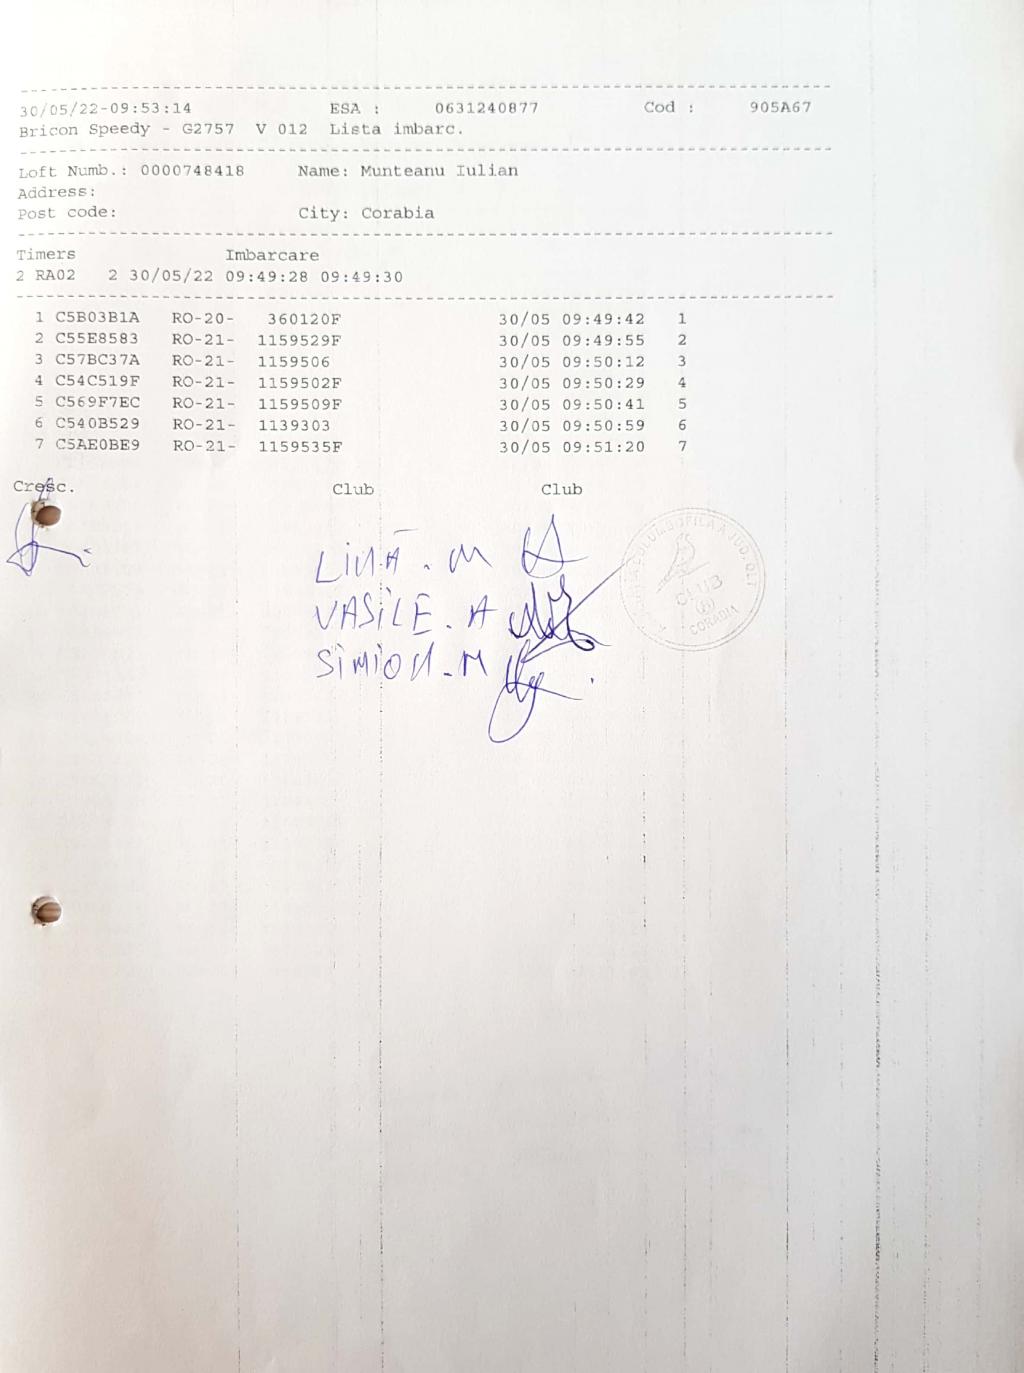 30/05/22-09:53:14 ESA : 0631240877 Cod : 905A67
Bricon Speedy - G2757 V 012 Lista imbarc.
Loft Numb.: 0000748418 Name: Munteanu Iulian
Address:
Post code: City: Corabia
Timers Imbarcare
2 RA02 2 30/05/22 09:49:28 09:49:30
1 C5B03B1A RO-20- 360120F 30/05 09:49:42 1
2 C55E8583 RO-21- 1159529F 30/05 09:49:55 2
3 C57BC37A RO-21- 1159506 30/05 09:50:12 3
4 C54C519F RO-21- 1159502F 30/05 09:50:29 4
5 C569F7EC RO-21- 1159509F 30/05 09:50:41 5
6 C540B529 RO-21- 1139303 30/05 09:50:59 6
7 C5AE0BE9 RO-21- 1159535F 30/05 09:51:20 7
Cresc. Club Club
LINĂ. M
VASILE. A
SIMION. M
CLUB
CORABIA